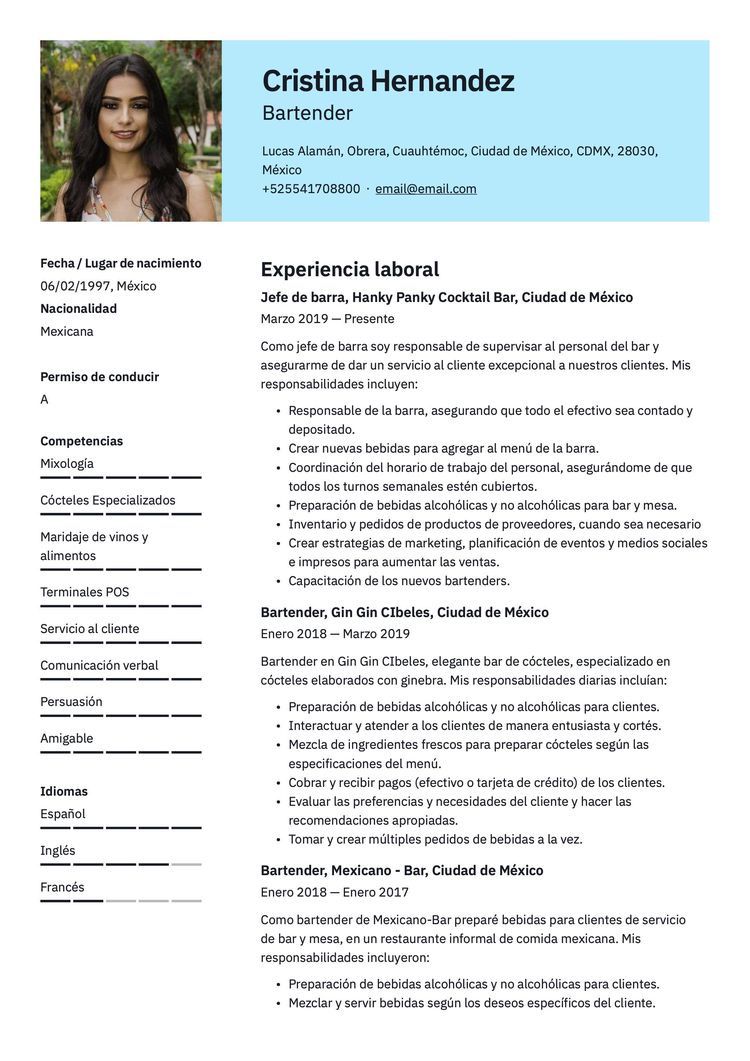 Cristina Hernandez
Bartender
Lucas Alamán, Obrera, Cuauhtémoc, Ciudad de México, CDMX, 28030,
México
+525541708800 · email@email.com
Fecha / Lugar de nacimiento
06/02/1997, México
Nacionalidad
Mexicana
Permiso de conducir
A
Competencias
Mixología
Cócteles Especializados
Maridaje de vinos y
alimentos
Terminales POS
Servicio al cliente
Comunicación verbal
Persuasión
Amigable
Idiomas
Español
Inglés
Francés
Experiencia laboral
Jefe de barra, Hanky Panky Cocktail Bar, Ciudad de México
Marzo 2019 — Presente
Como jefe de barra soy responsable de supervisar al personal del bar y
asegurarme de dar un servicio al cliente excepcional a nuestros clientes. Mis
responsabilidades incluyen:
• Responsable de la barra, asegurando que todo el efectivo sea contado y
depositado.
• Crear nuevas bebidas para agregar al menú de la barra.
• Coordinación del horario de trabajo del personal, asegurándome de que
todos los turnos semanales estén cubiertos.
• Preparación de bebidas alcohólicas y no alcohólicas para bar y mesa.
• Inventario y pedidos de productos de proveedores, cuando sea necesario
• Crear estrategias de marketing, planificación de eventos y medios sociales
e impresos para aumentar las ventas.
• Capacitación de los nuevos bartenders.
Bartender, Gin Gin CIbeles, Ciudad de México
Enero 2018 — Marzo 2019
Bartender en Gin Gin CIbeles, elegante bar de cócteles, especializado en
cócteles elaborados con ginebra. Mis responsabilidades diarias incluían:
• Preparación de bebidas alcohólicas y no alcohólicas para clientes.
• Interactuar y atender a los clientes de manera entusiasta y cortés.
• Mezcla de ingredientes frescos para preparar cócteles según las
especificaciones del menú.
• Cobrar y recibir pagos (efectivo o tarjeta de crédito) de los clientes.
• Evaluar las preferencias y necesidades del cliente y hacer las
recomendaciones apropiadas.
• Tomar y crear múltiples pedidos de bebidas a la vez.
Bartender, Mexicano - Bar, Ciudad de México
Enero 2018 — Enero 2017
Como bartender de Mexicano-Bar preparé bebidas para clientes de servicio
de bar y mesa, en un restaurante informal de comida mexicana. Mis
responsabilidades incluyeron:
• Preparación de bebidas alcohólicas y no alcohólicas para clientes.
• Mezclar y servir bebidas según los deseos específicos del cliente.